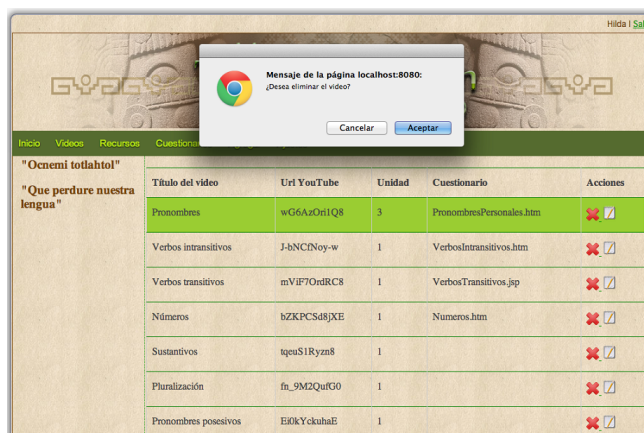 Hilda | Sal
Mensaje de la página localhost:8080:
¿Desea eliminar el video?
Cancelar Aceptar
Inicio Videos Recursos Cuestiona
"Ocnemi totlahtol"
"Que perdure nuestra
lengua"
Título del video Url YouTube Unidad Cuestionario Acciones
Pronombres wG6AzOri1Q8 3 PronombresPersonales.htm
Verbos intransitivos J-bNCfNoy-w 1 VerbosIntransitivos.htm
Verbos transitivos mViF7OrdRC8 1 VerbosTransitivos.jsp
Números bZKPCSd8jXE 1 Numeros.htm
Sustantivos tqeuS1Ryzn8 1
Pluralización fn_9M2QufG0 1
Pronombres posesivos Ei0kYckuhaE 1